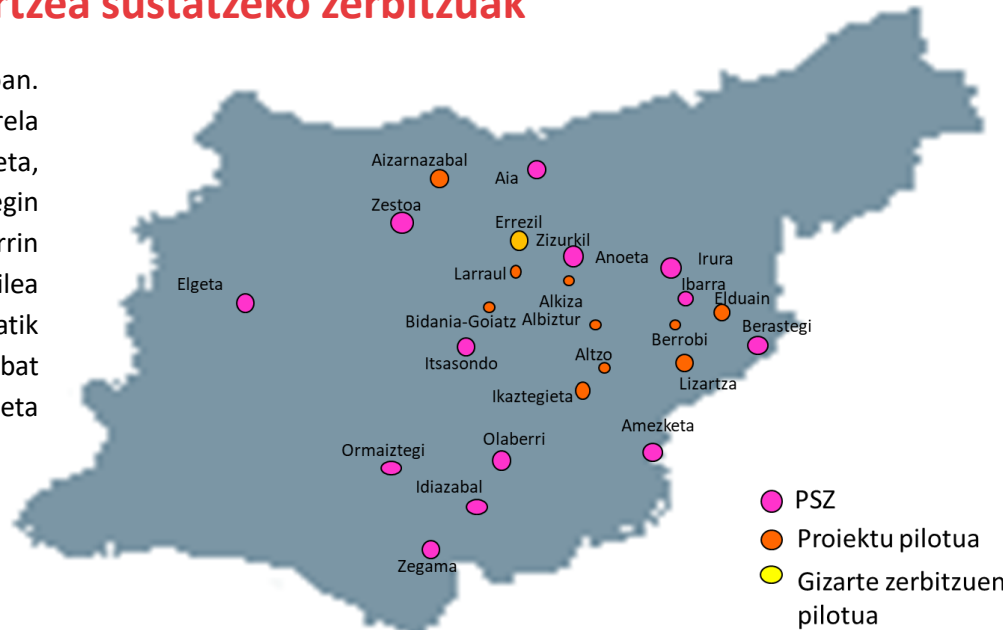 rtzea sustatzeko zerbitzuak
an.
rela
eta,
egin
rrin
ilea
atik
bat
eta
Aizarnazabal
Aia
Zestoa
Errezil
Zizurkil
Anoeta
Irura
Larraul
Elgeta
Ibarra
Alkiza
Elduain
Bidania-Goiatz
Albiztur
Berastegi
Berrobi
Itsasondo
Altzo
Lizartza
Ikaztegieta
Amezketa
Olaberri
Ormaiztegi
Idiazabal
Zegama
PSZ
Proiektu pilotua
Gizarte zerbitzuen
pilotua